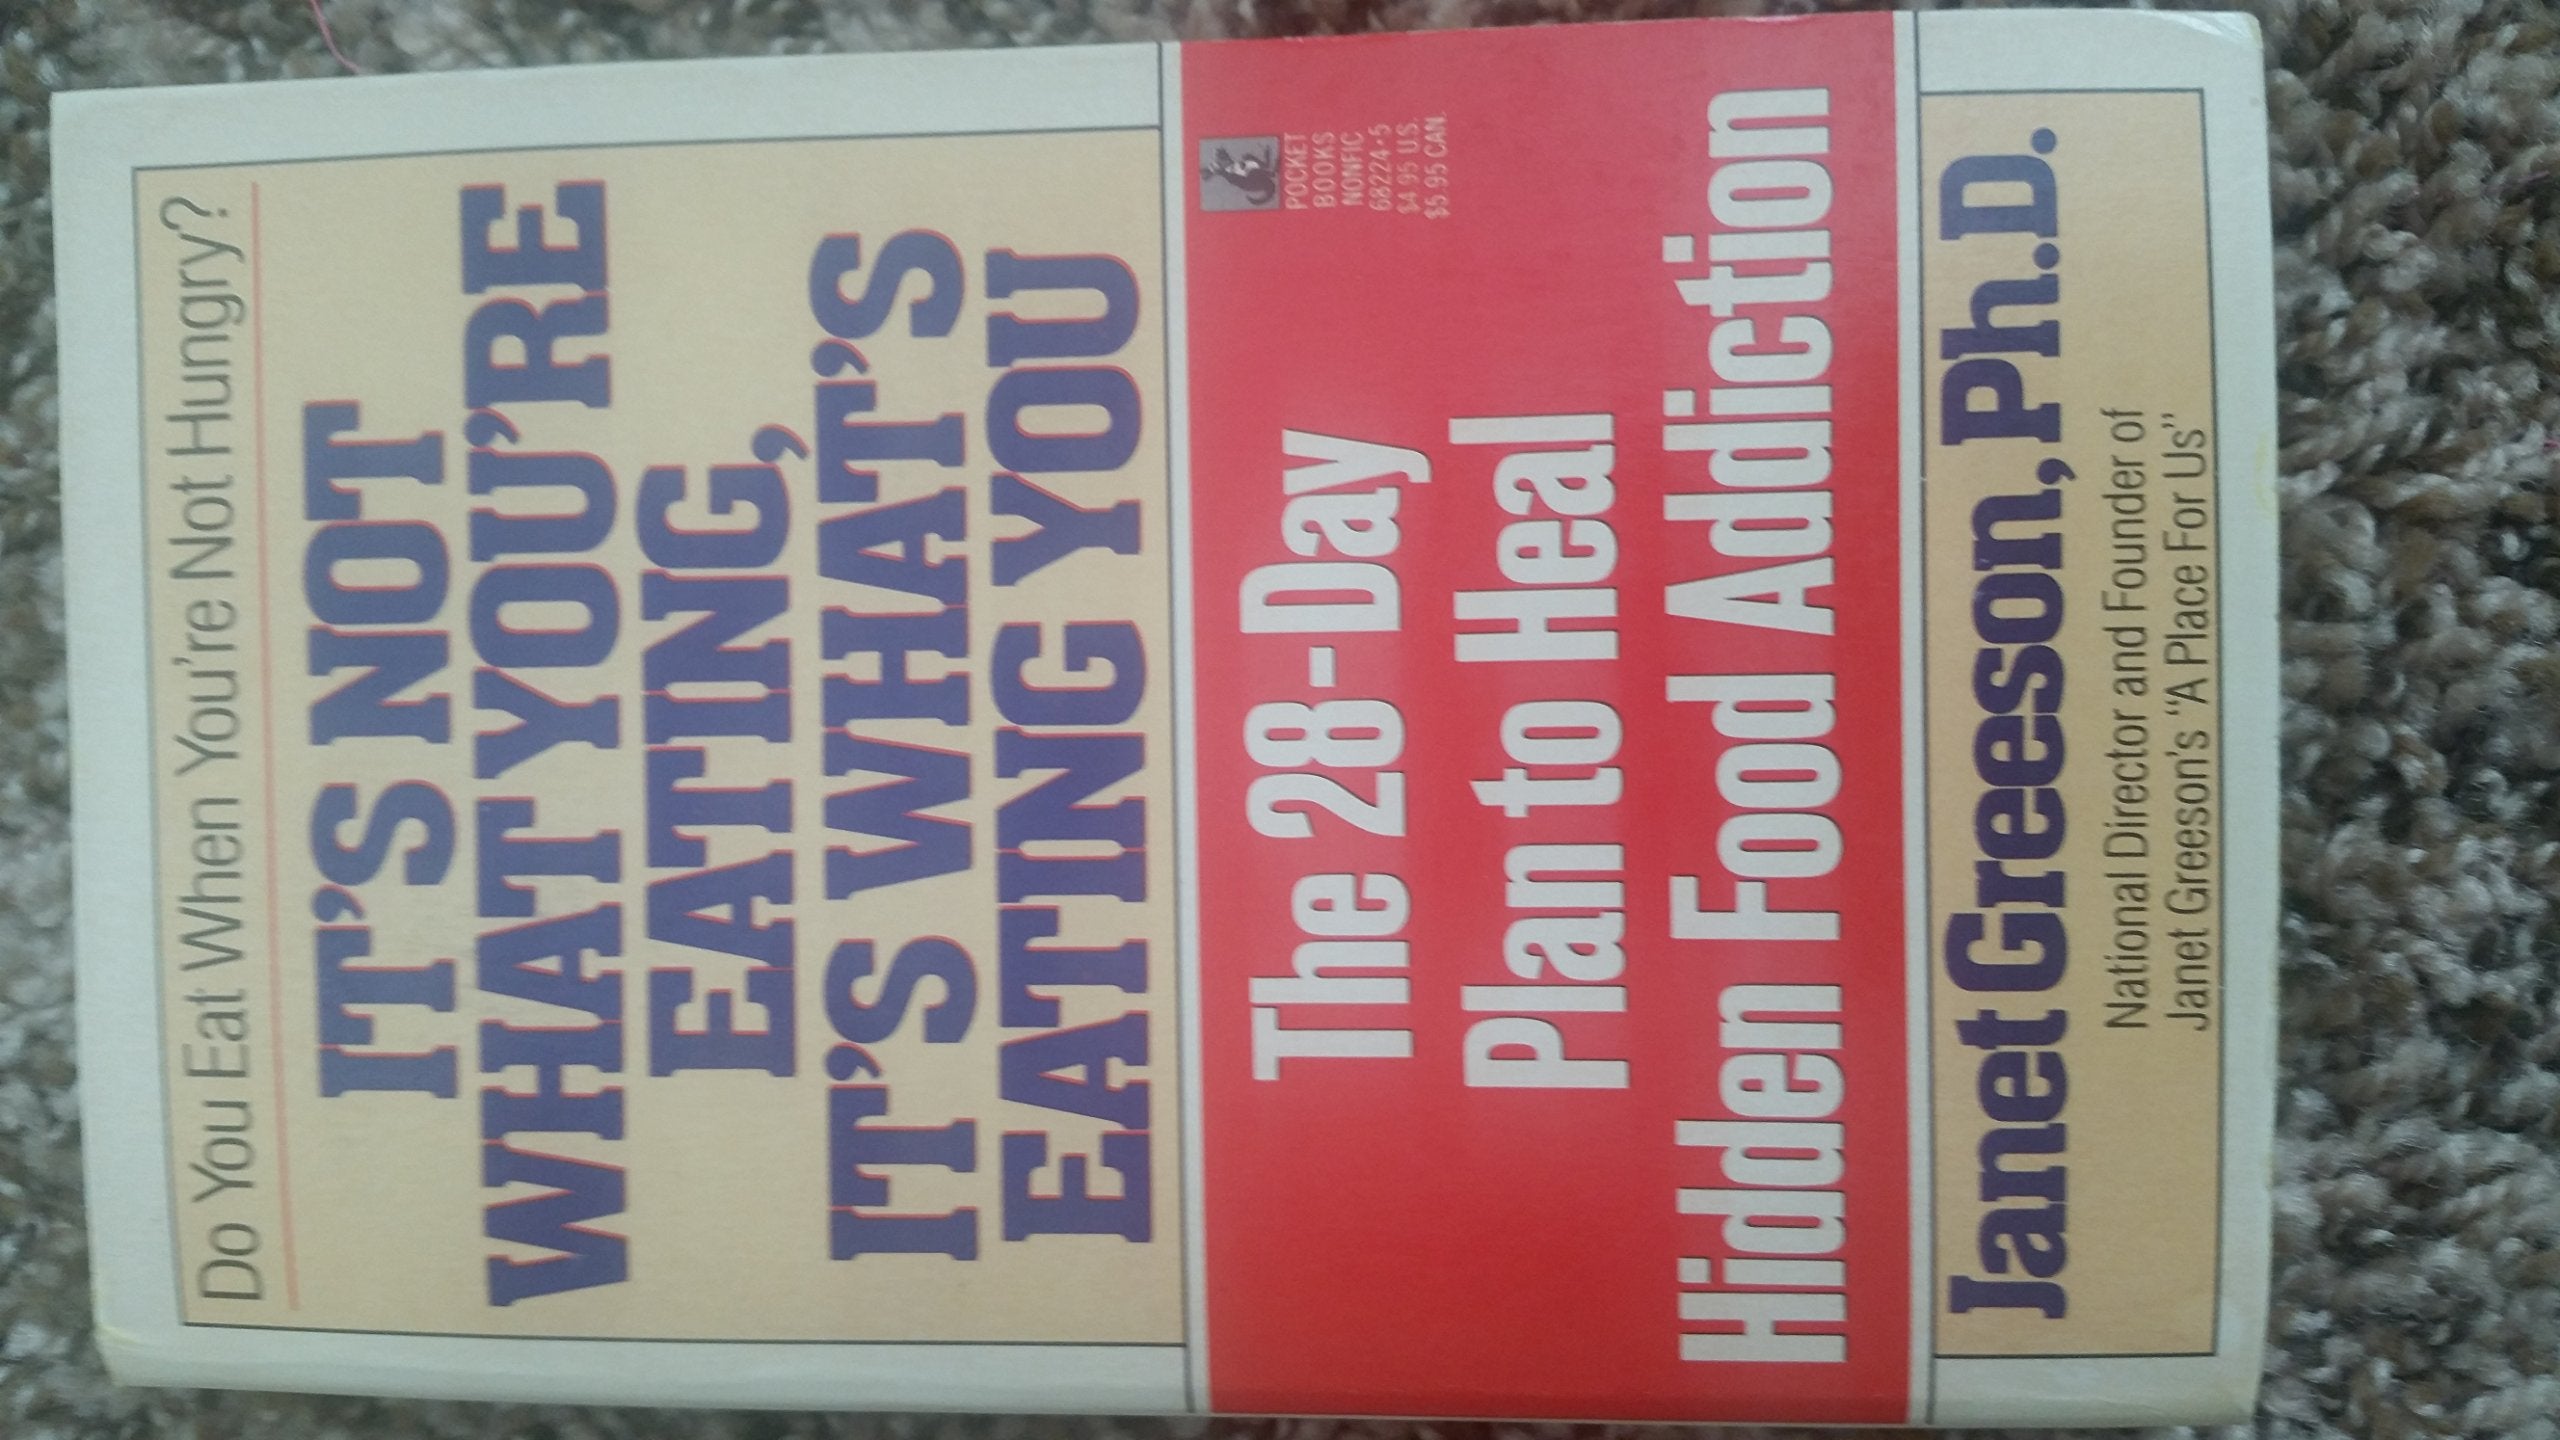 Do You Eat When You're Not Hungry?
IT'S NOT
WHAT YOU'RE
EATING,
IT'S WHAT'S
EATING YOU
POCKET
BOOKS
NONFIC
68224-5
$4.95 U.S.
$5.95 CAN.
The 28-Day
Plan to Heal
Hidden Food Addiction
Janet Greeson, Ph.D.
National Director and Founder of
Janet Greeson's "A Place For Us"